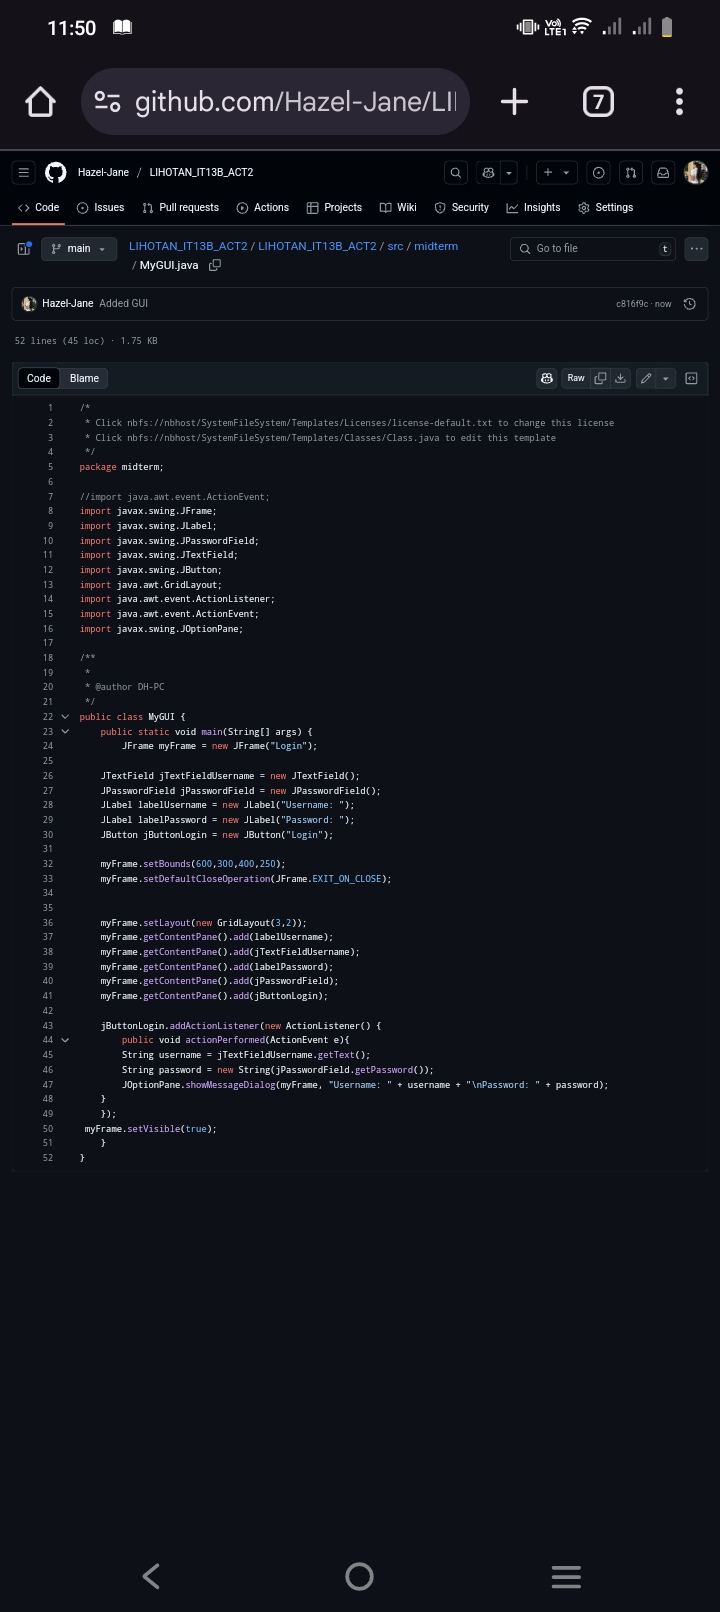 11:50
Vo) LTE1
github.com/Hazel-Jane/LI
7
Hazel-Jane / LIHOTAN_IT13B_ACT2
Code Issues Pull requests Actions Projects Wiki Security Insights Settings
main LIHOTAN_IT13B_ACT2 / LIHOTAN_IT13B_ACT2 / src / midterm Go to file t
/ MyGUI.java
Hazel-Jane Added GUI c816f9c · now
52 lines (45 loc) · 1.75 KB
Code Blame Raw
1 /*
2 * Click nbfs://nbhost/SystemFileSystem/Templates/Licenses/license-default.txt to change this license
3 * Click nbfs://nbhost/SystemFileSystem/Templates/Classes/Class.java to edit this template
4 */
5 package midterm;
6
7 //import java.awt.event.ActionEvent;
8 import javax.swing.JFrame;
9 import javax.swing.JLabel;
10 import javax.swing.JPasswordField;
11 import javax.swing.JTextField;
12 import javax.swing.JButton;
13 import java.awt.GridLayout;
14 import java.awt.event.ActionListener;
15 import java.awt.event.ActionEvent;
16 import javax.swing.JOptionPane;
17
18 /**
19 *
20 * @author DH-PC
21 */
22 public class MyGUI {
23 public static void main(String[] args) {
24 JFrame myFrame = new JFrame("Login");
25
26 JTextField jTextFieldUsername = new JTextField();
27 JPasswordField jPasswordField = new JPasswordField();
28 JLabel labelUsername = new JLabel("Username: ");
29 JLabel labelPassword = new JLabel("Password: ");
30 JButton jButtonLogin = new JButton("Login");
31
32 myFrame.setBounds(600,300,400,250);
33 myFrame.setDefaultCloseOperation(JFrame.EXIT_ON_CLOSE);
34
35
36 myFrame.setLayout(new GridLayout(3,2));
37 myFrame.getContentPane().add(labelUsername);
38 myFrame.getContentPane().add(jTextFieldUsername);
39 myFrame.getContentPane().add(labelPassword);
40 myFrame.getContentPane().add(jPasswordField);
41 myFrame.getContentPane().add(jButtonLogin);
42
43 jButtonLogin.addActionListener(new ActionListener() {
44 public void actionPerformed(ActionEvent e){
45 String username = jTextFieldUsername.getText();
46 String password = new String(jPasswordField.getPassword());
47 JOptionPane.showMessageDialog(myFrame, "Username: " + username + "\nPassword: " + password);
48 }
49 });
50 myFrame.setVisible(true);
51 }
52 }